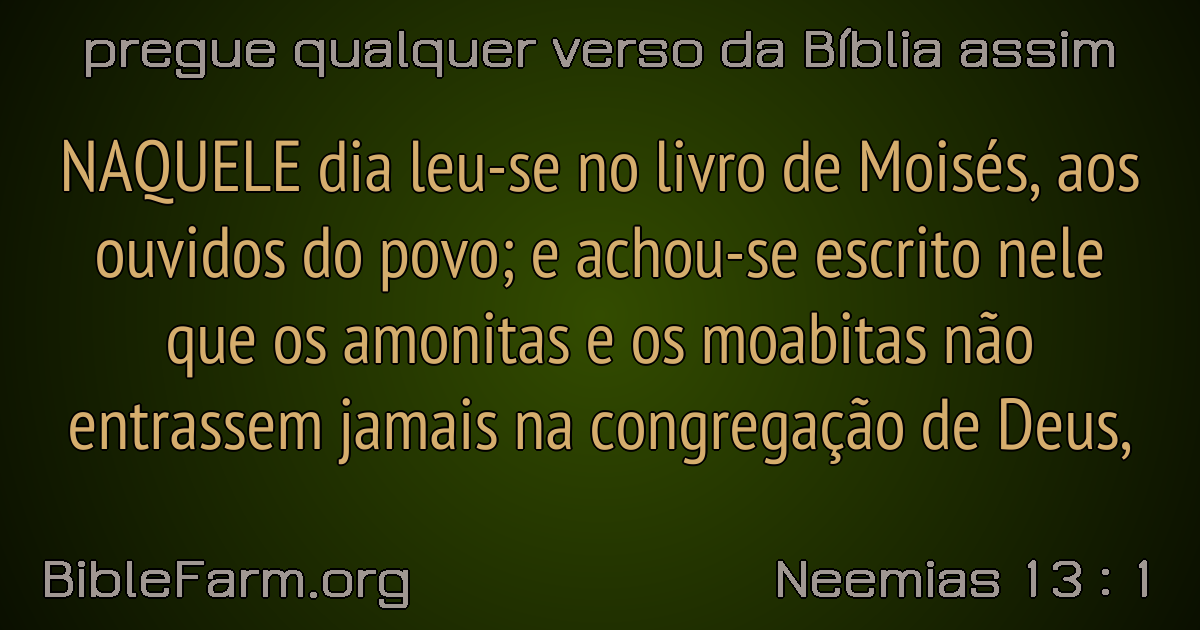 pregue qualquer verso da Bíblia assim
NAQUELE dia leu-se no livro de Moisés, aos
ouvidos do povo; e achou-se escrito nele
que os amonitas e os moabitas não
entrassem jamais na congregação de Deus,
BibleFarm.org
Neemias 13 : 1